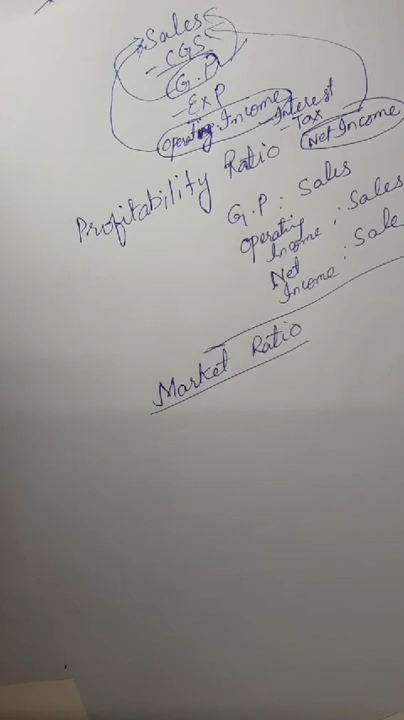 Sales
- CGS
G.P
- Exp
Operating Income
- Interest
- Tax
Net Income
Profitability Ratio
G.P : Sales
Operating Income : Sales
Net Income : Sale
Market Ratio